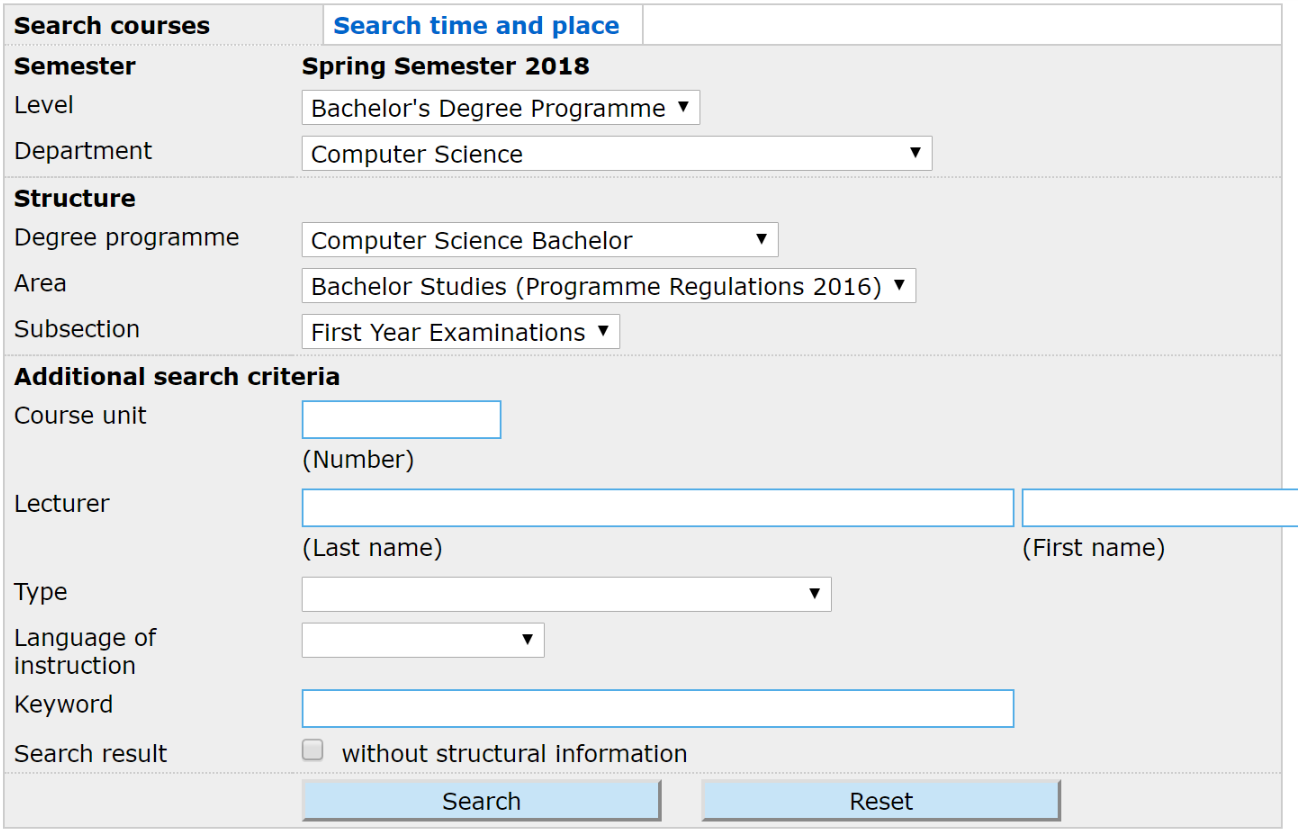 Search courses Search time and place
Semester Spring Semester 2018
Level Bachelor's Degree Programme
Department Computer Science
Structure
Degree programme Computer Science Bachelor
Area Bachelor Studies (Programme Regulations 2016)
Subsection First Year Examinations
Additional search criteria
Course unit
(Number)
Lecturer
(Last name) (First name)
Type
Language of
instruction
Keyword
Search result without structural information
Search Reset